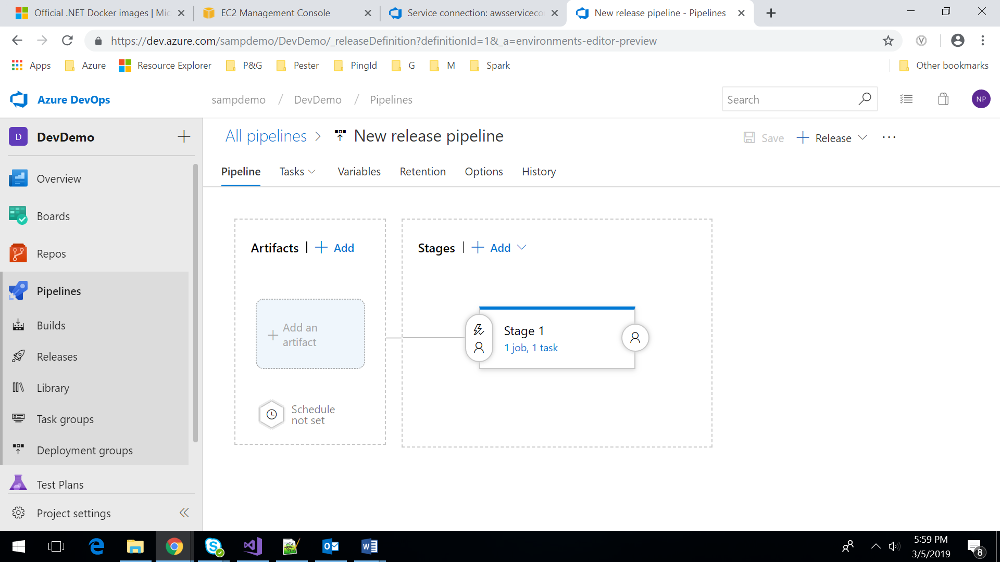 Official .NET Docker images | Mic
EC2 Management Console
Service connection: awsserviceco
New release pipeline - Pipelines
https://dev.azure.com/sampdemo/DevDemo/_releaseDefinition?definitionId=1&_a=environments-editor-preview
Apps
Azure
Resource Explorer
P&G
Pester
PingId
G
M
Spark
Other bookmarks
Azure DevOps
sampdemo / DevDemo / Pipelines
Search
NP
D
DevDemo
All pipelines > New release pipeline
Save
Release
Pipeline
Tasks
Variables
Retention
Options
History
Overview
Boards
Repos
Pipelines
Builds
Releases
Library
Task groups
Deployment groups
Test Plans
Project settings
Artifacts | + Add
Add an
artifact
Schedule
not set
Stages | + Add
Stage 1
1 job, 1 task
5:59 PM
3/5/2019
8